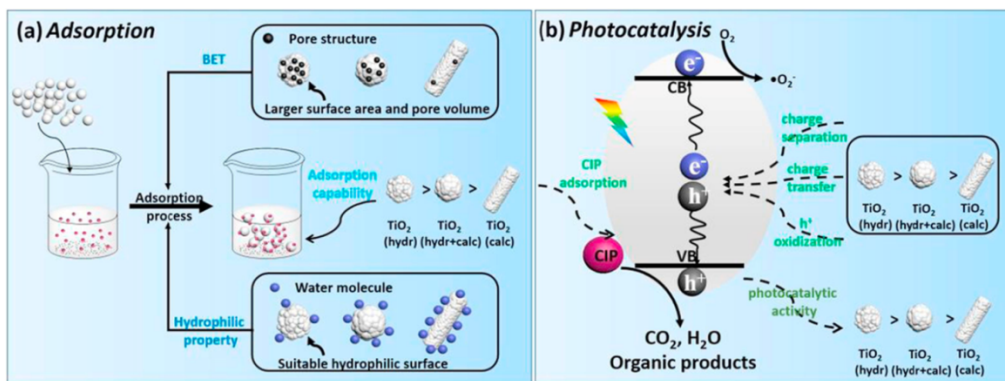 (a) Adsorption
BET
Pore structure
Larger surface area and pore volume
Adsorption
process
Adsorption
capability
> >
TiO2 TiO2 TiO2
(hydr) (hydr+calc) (calc)
Hydrophilic
property
Water molecule
Suitable hydrophilic surface
(b) Photocatalysis
O2
e-
•O2-
CB
charge
separation
CIP
adsorption
e-
h+
charge
transfer
h+
oxidization
> >
TiO2 TiO2 TiO2
(hydr) (hydr+calc) (calc)
CIP
VB
h+
photocatalytic
activity
CO2, H2O
Organic products
> >
TiO2 TiO2 TiO2
(hydr) (hydr+calc) (calc)